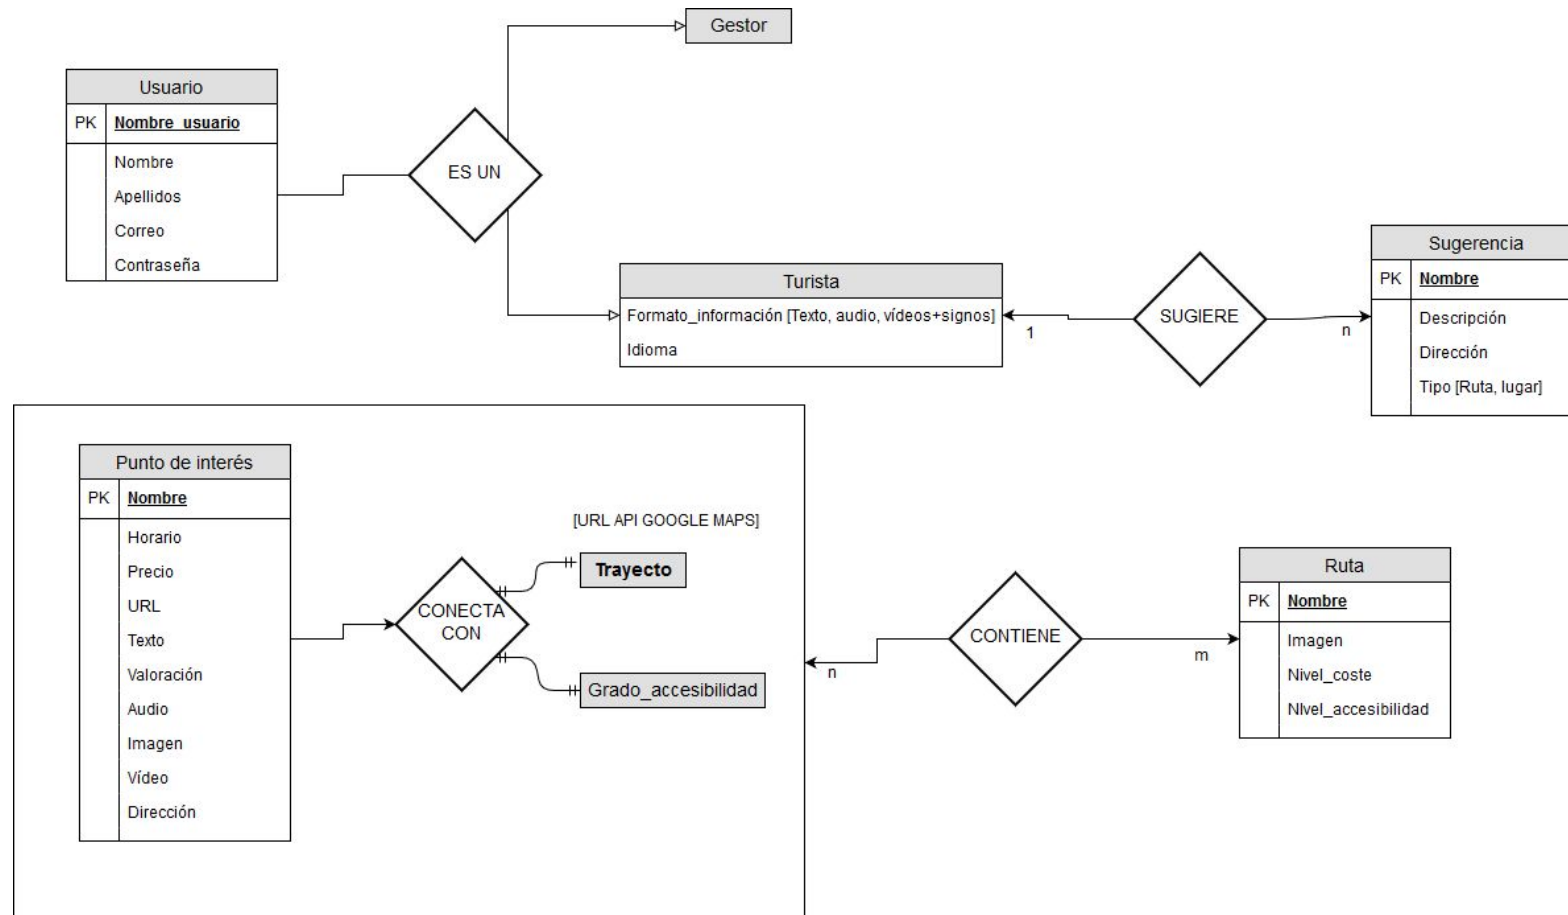 Gestor
Usuario
PK Nombre_usuario
Nombre
Apellidos
Correo
Contraseña
ES UN
Turista
Formato_información [Texto, audio, vídeos+signos]
Idioma
1
SUGIERE
n
Sugerencia
PK Nombre
Descripción
Dirección
Tipo [Ruta, lugar]
Punto de interés
PK Nombre
Horario
Precio
URL
Texto
Valoración
Audio
Imagen
Vídeo
Dirección
CONECTA
CON
[URL API GOOGLE MAPS]
Trayecto
Grado_accesibilidad
n
CONTIENE
m
Ruta
PK Nombre
Imagen
Nivel_coste
NIvel_accesibilidad